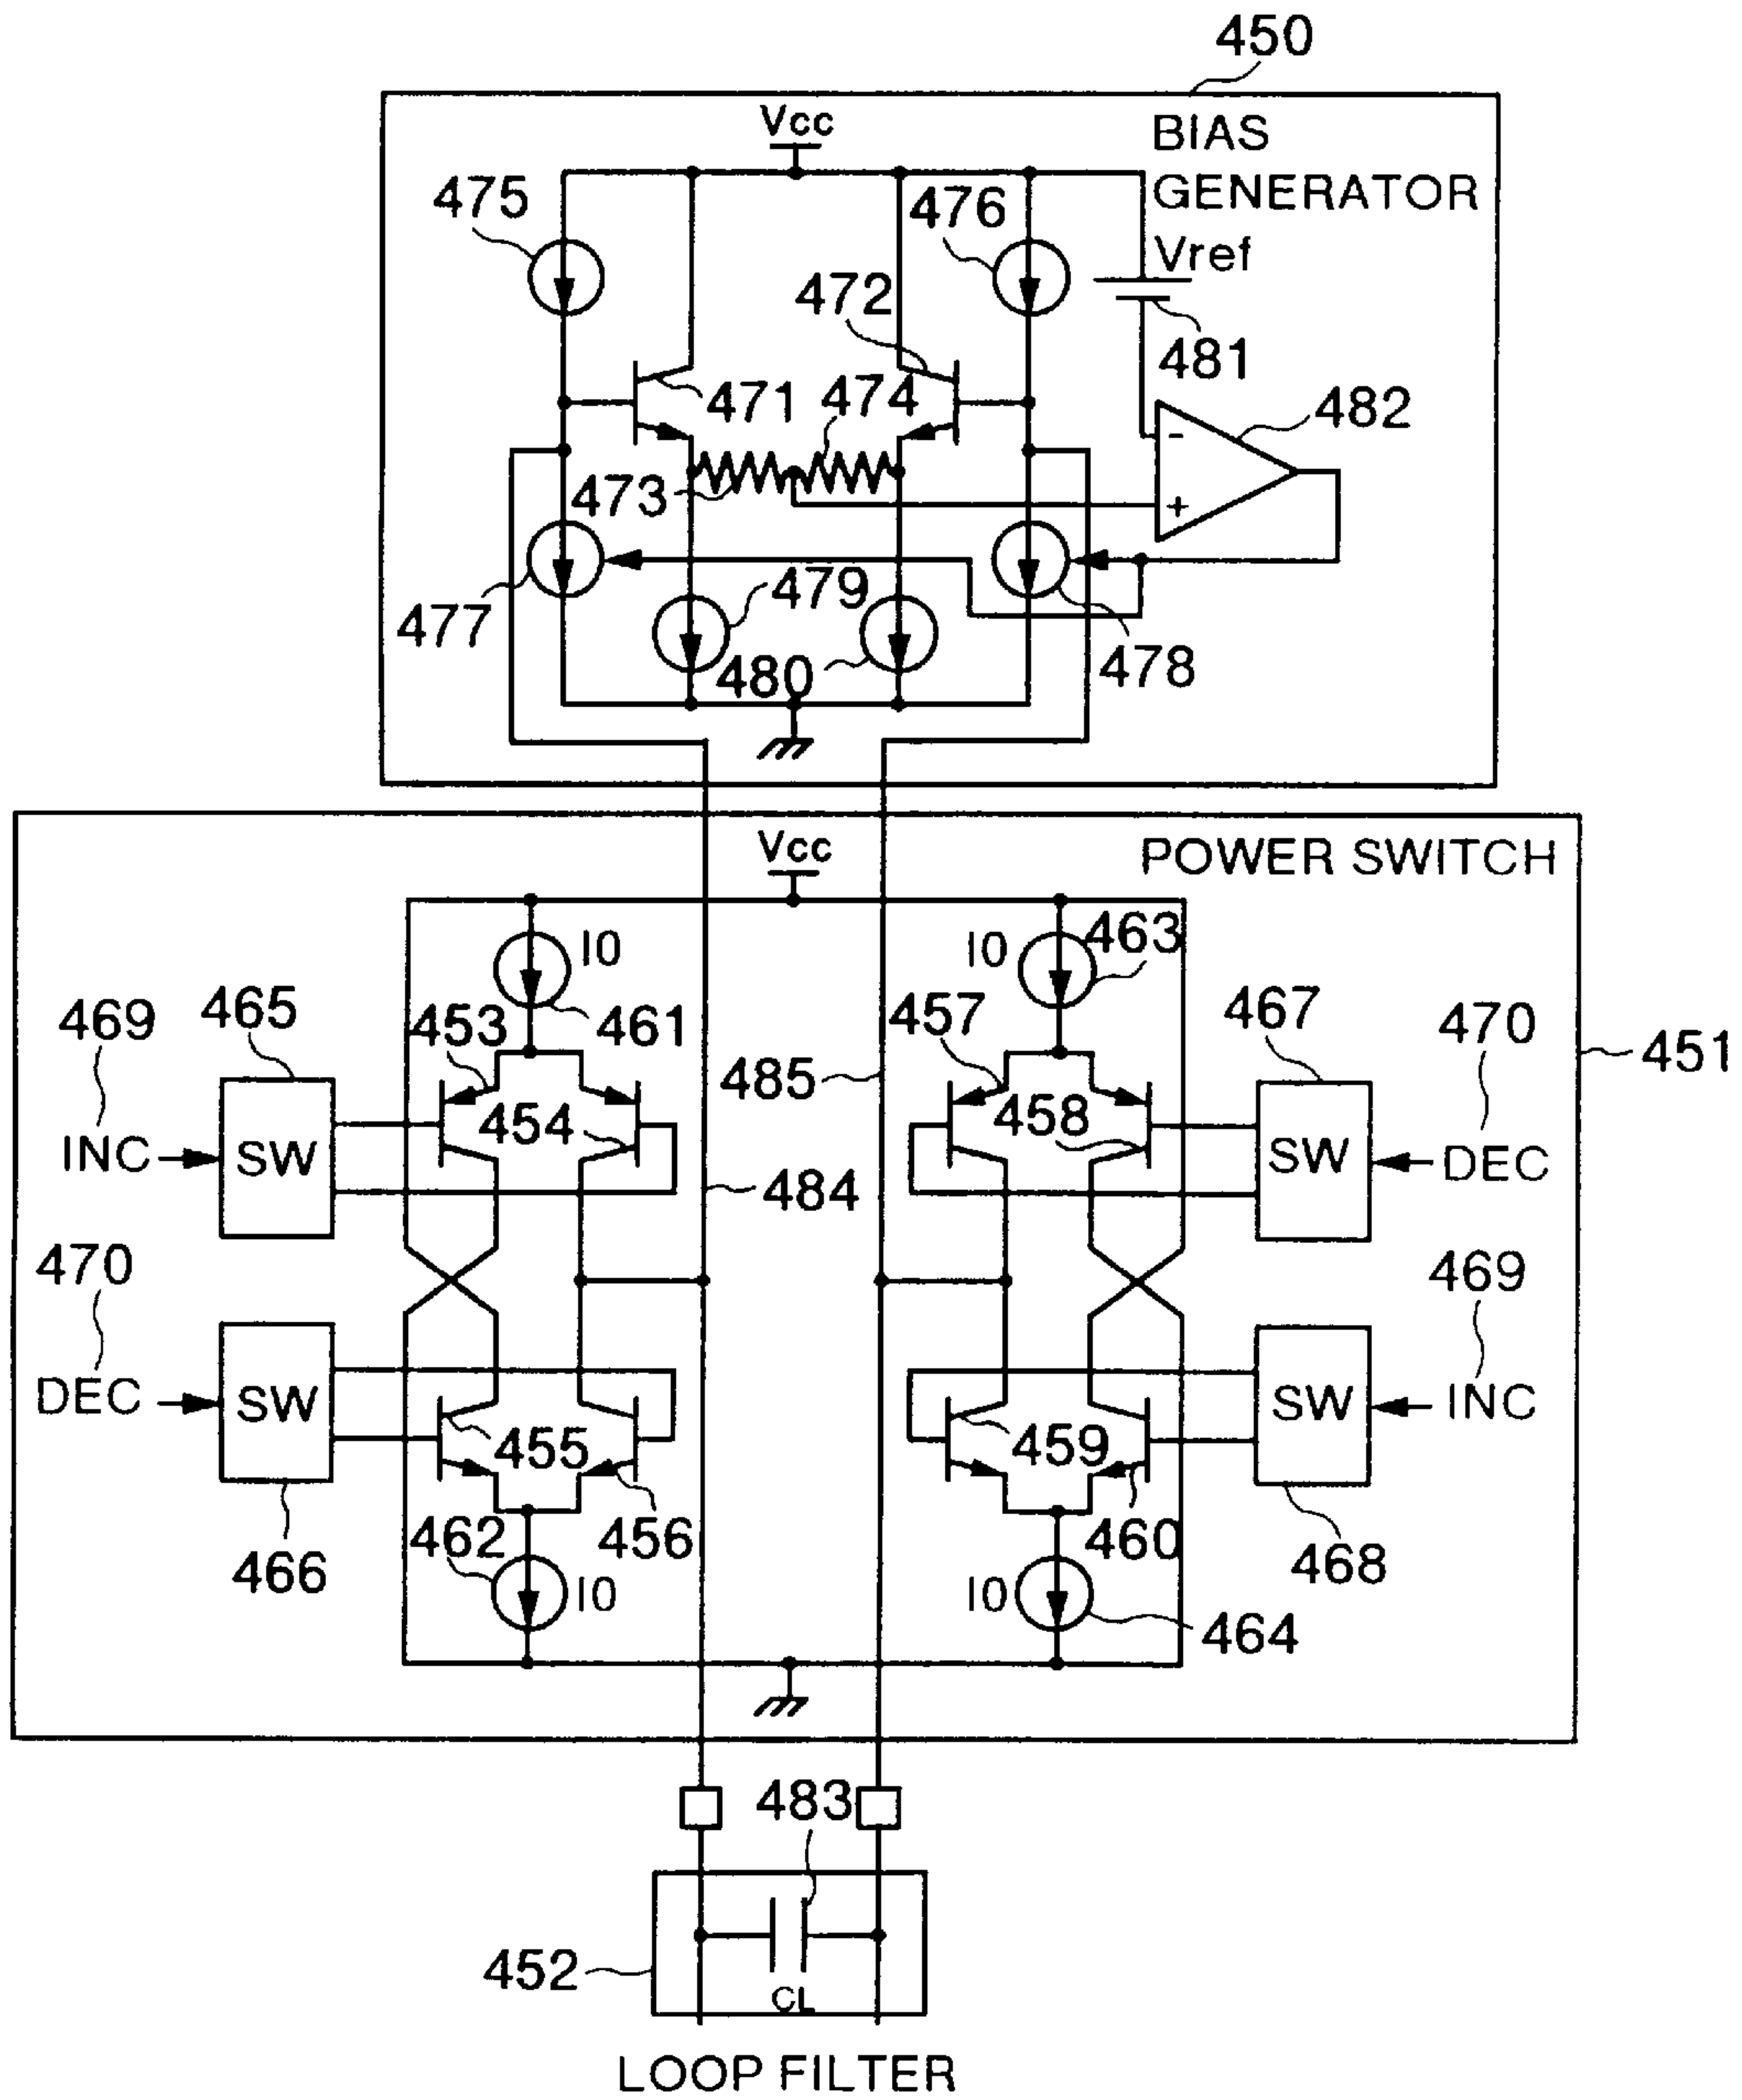 450
Vcc
BIAS
GENERATOR
475
476
Vref
472
481
471
474
482
-
473
+
479
477
480
478
Vcc
POWER SWITCH
I0
I0
463
469
465
453
461
457
467
470
451
485
INC
SW
454
458
SW
DEC
484
470
469
DEC
SW
455
459
SW
INC
462
456
460
466
468
I0
I0
464
483
452
CL
LOOP FILTER